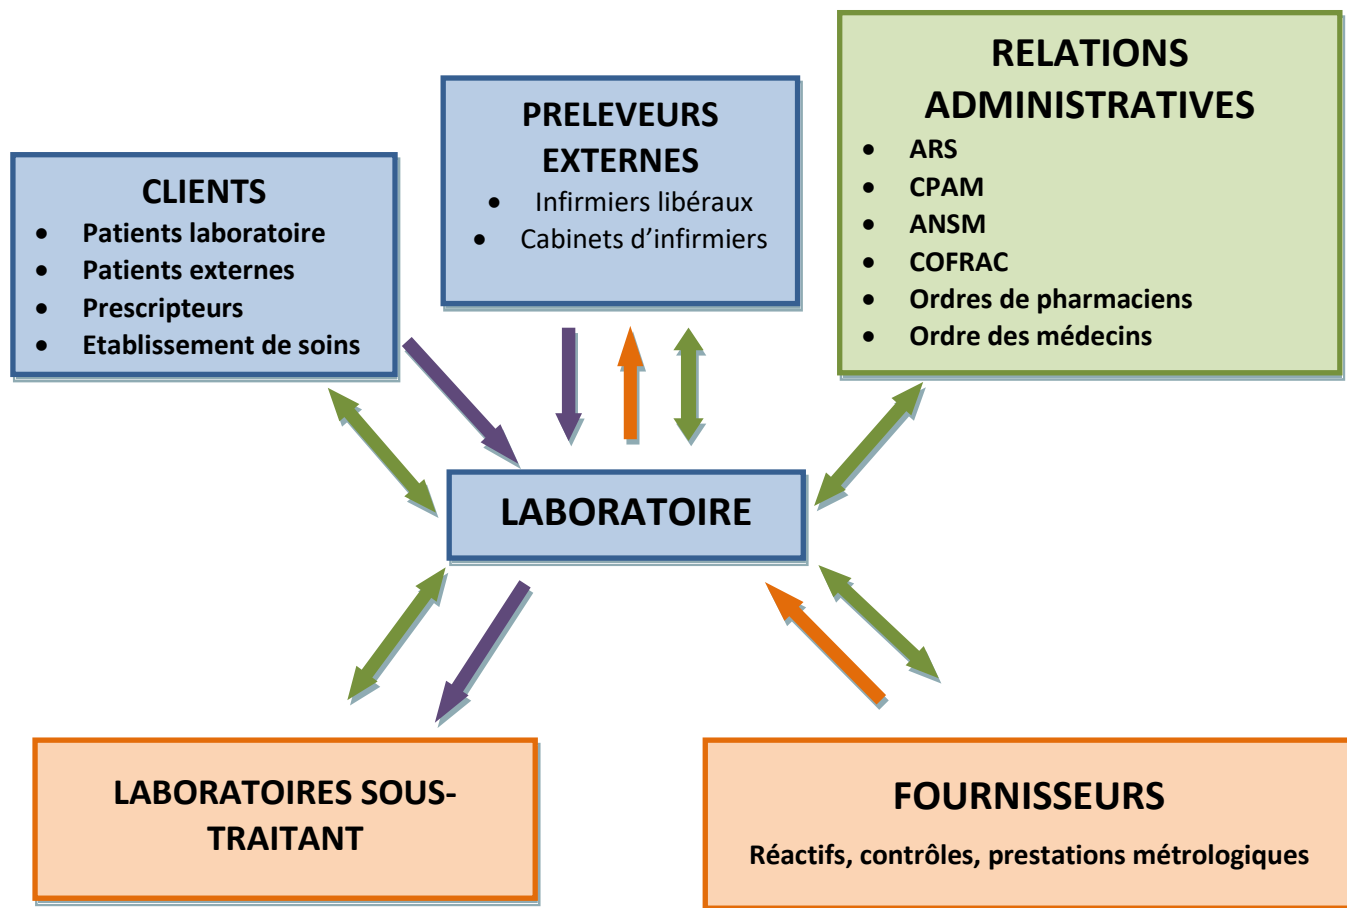 CLIENTS
• Patients laboratoire
• Patients externes
• Prescripteurs
• Etablissement de soins
PRELEVEURS
EXTERNES
• Infirmiers libéraux
• Cabinets d’infirmiers
RELATIONS
ADMINISTRATIVES
• ARS
• CPAM
• ANSM
• COFRAC
• Ordres de pharmaciens
• Ordre des médecins
LABORATOIRE
LABORATOIRES SOUS-
TRAITANT
FOURNISSEURS
Réactifs, contrôles, prestations métrologiques